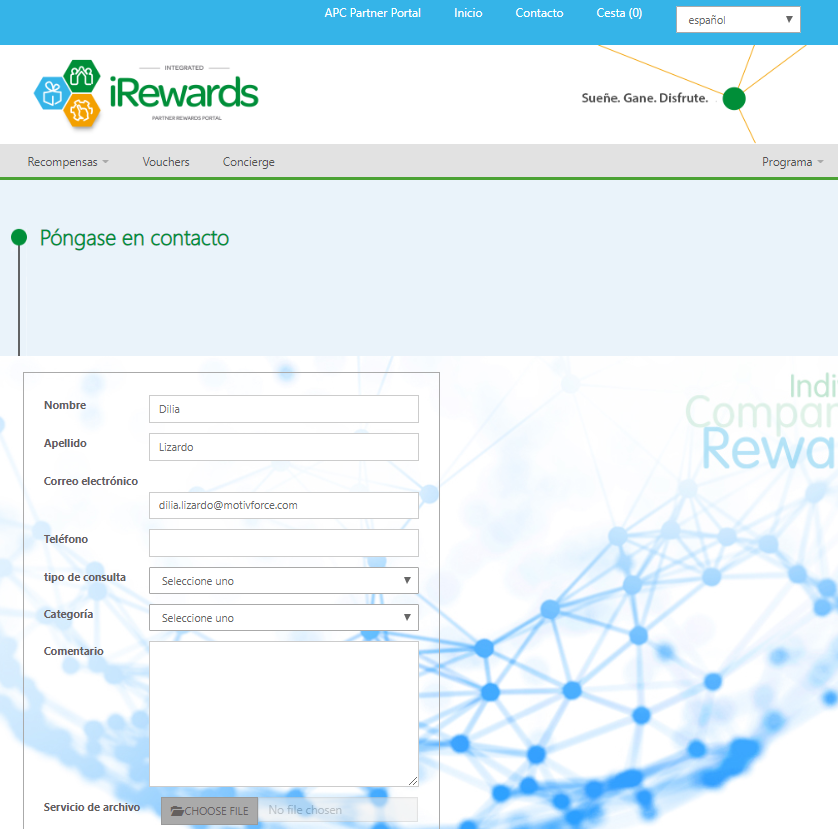 APC Partner Portal Inicio Contacto Cesta (0) español
INTEGRATED
iRewards
PARTNER REWARDS PORTAL
Sueñe. Gane. Disfrute.
Recompensas Vouchers Concierge Programa
Póngase en contacto
Indi
Compar
Rewa
Nombre Dilia
Apellido Lizardo
Correo electrónico
dilia.lizardo@motivforce.com
Teléfono
tipo de consulta Seleccione uno
Categoría Seleccione uno
Comentario
Servicio de archivo CHOOSE FILE No file chosen